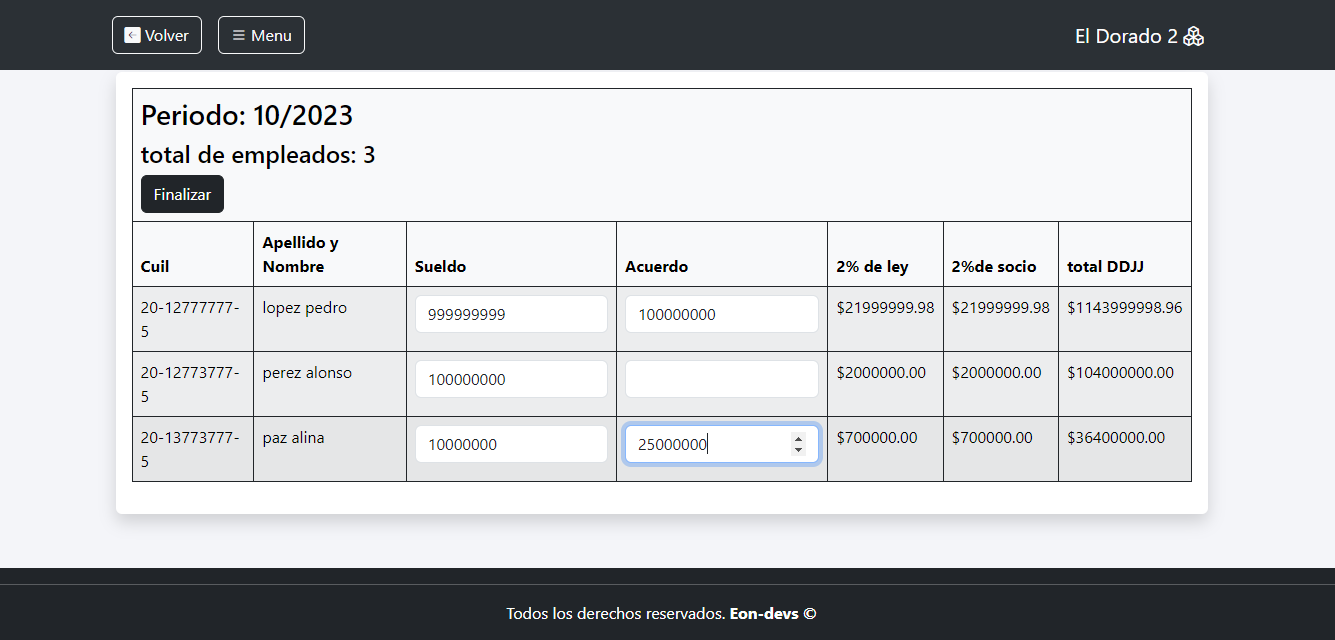 Volver
Menu
El Dorado 2
Periodo: 10/2023
total de empleados: 3
Finalizar
Cuil
Apellido y
Nombre
Sueldo
Acuerdo
2% de ley
2%de socio
total DDJJ
20-12777777-
5
lopez pedro
999999999
100000000
$21999999.98
$21999999.98
$1143999998.96
20-12773777-
5
perez alonso
100000000
$2000000.00
$2000000.00
$104000000.00
20-13773777-
5
paz alina
10000000
25000000
$700000.00
$700000.00
$36400000.00
Todos los derechos reservados. Eon-devs ©